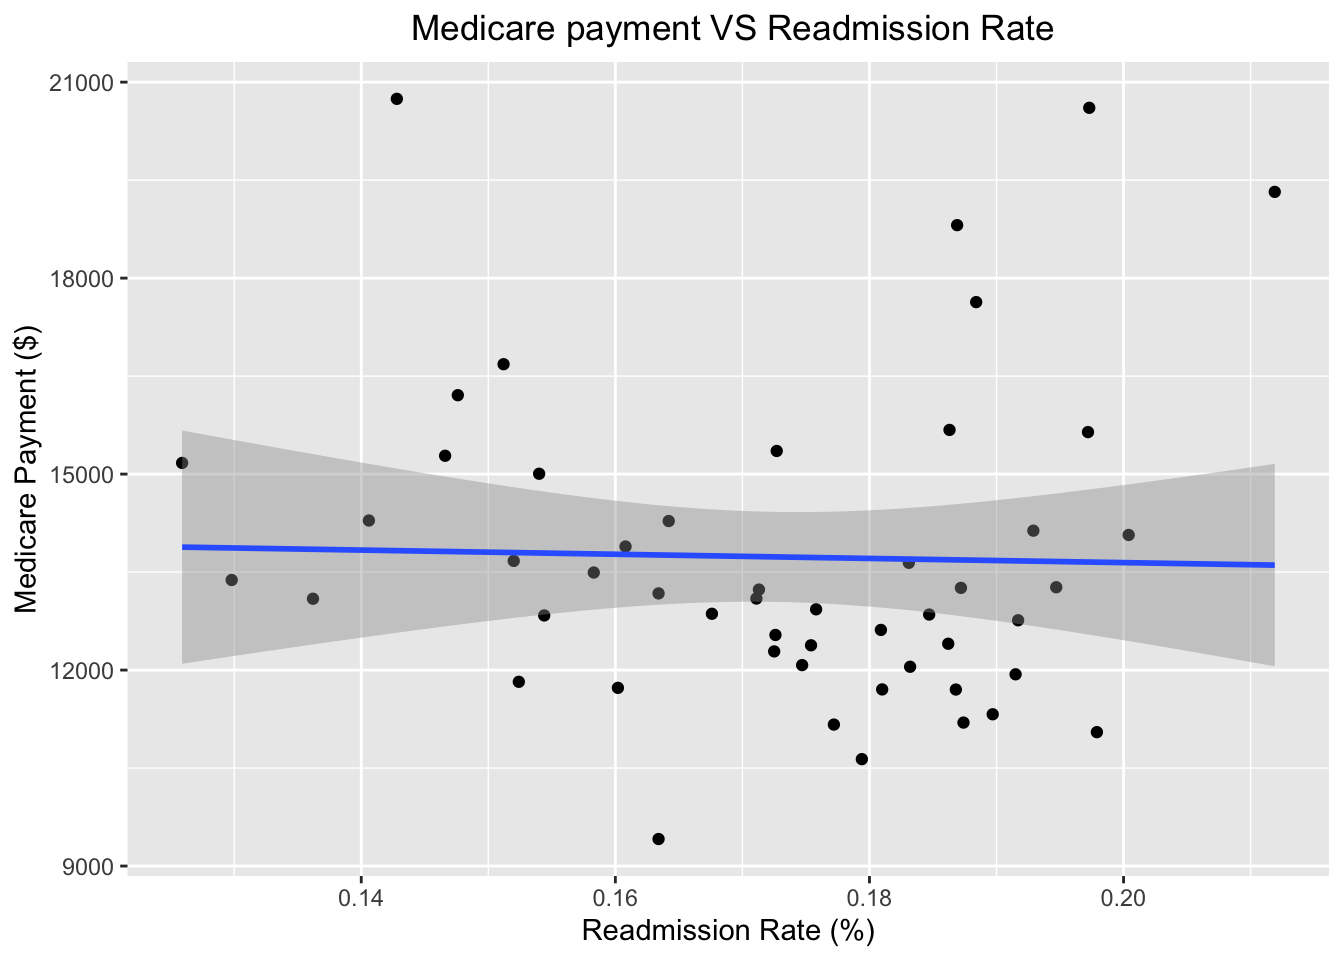 Medicare payment VS Readmission Rate
Medicare Payment ($)
21000
18000
15000
12000
9000
0.14 0.16 0.18 0.20
Readmission Rate (%)